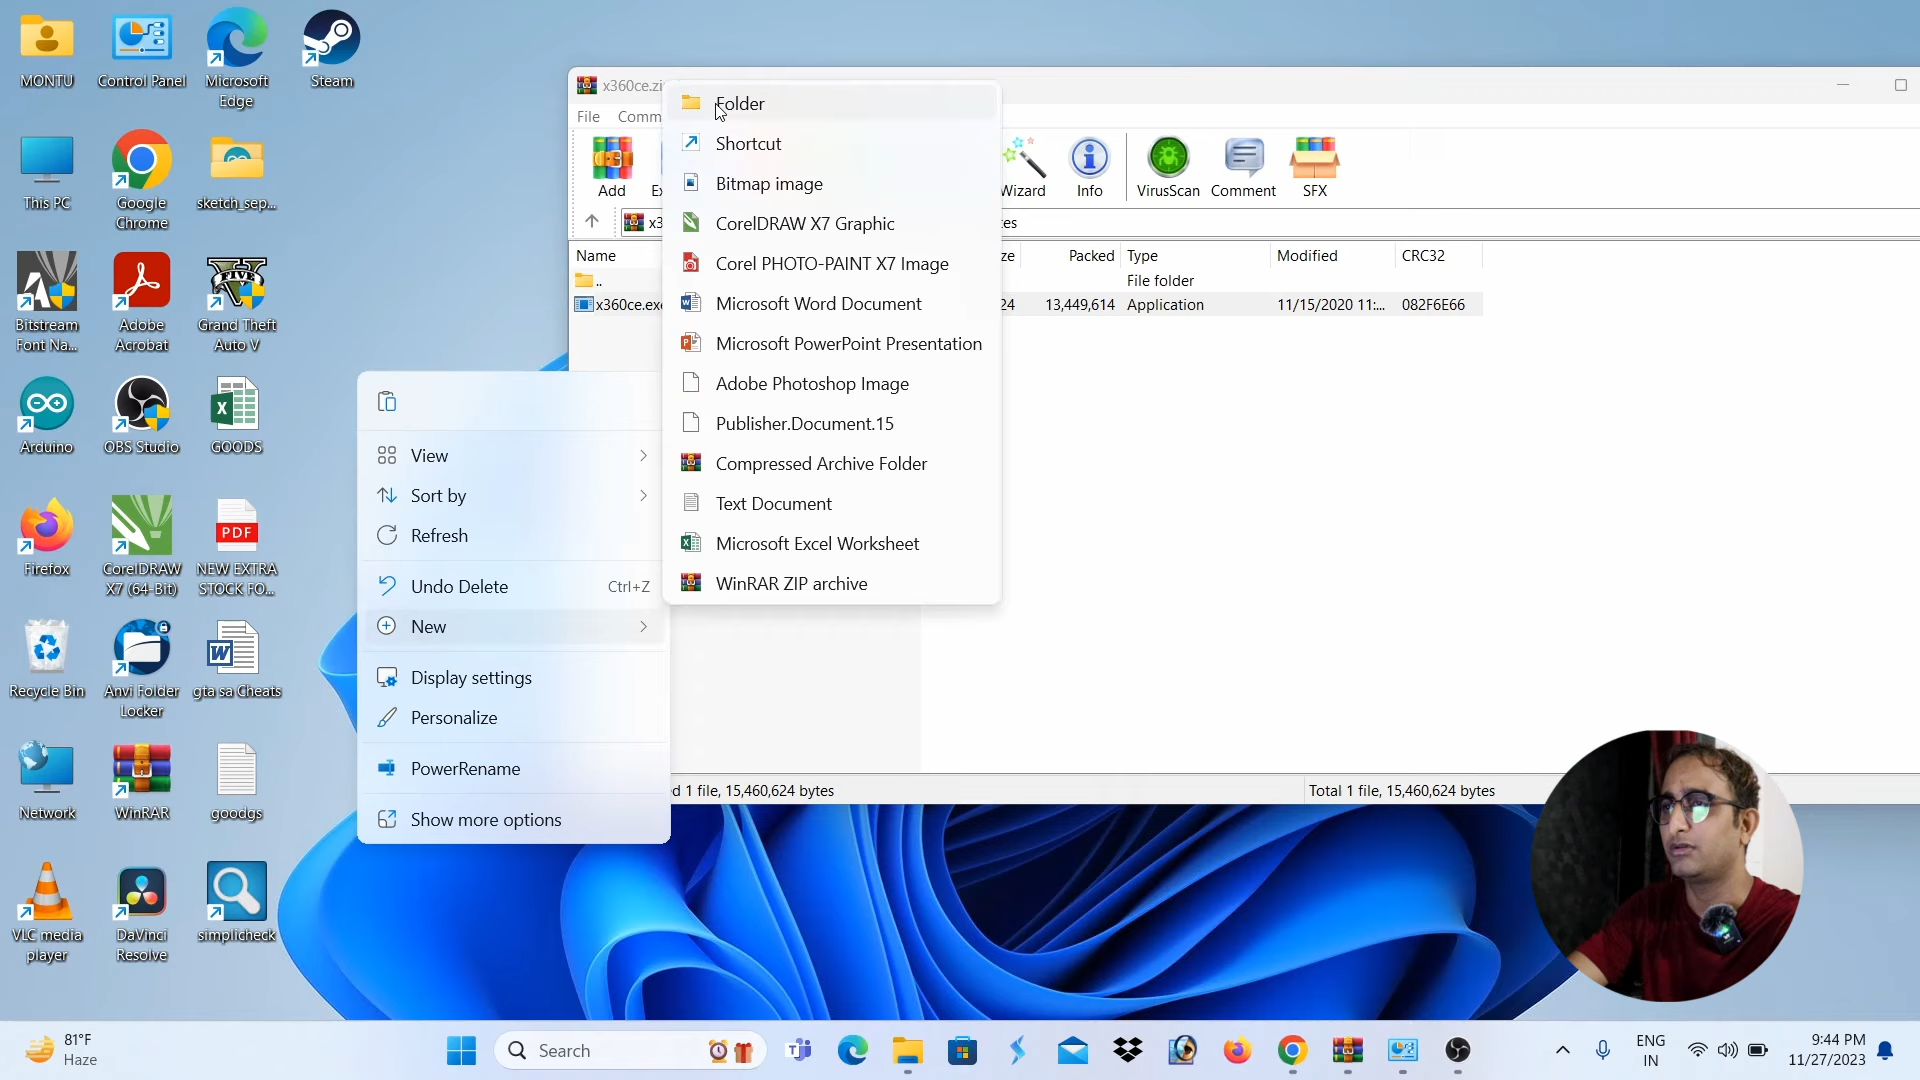 MONTU
Control Panel
Microsoft
Edge
Steam
This PC
Google
Chrome
sketch_sep...
Bitstream
Font Na...
Adobe
Acrobat
FIVE
Grand Theft
Auto V
Arduino
OBS Studio
GOODS
Firefox
CorelDRAW
X7 (64-Bit)
PDF
NEW EXTRA
STOCK FO...
Recycle Bin
Anvi Folder
Locker
gta sa Cheats
Network
WinRAR
goodgs
VLC media
player
DaVinci
Resolve
simplicheck
View
Sort by
Refresh
Undo Delete Ctrl+Z
New
Display settings
Personalize
PowerRename
Show more options
Folder
Shortcut
Bitmap image
CorelDRAW X7 Graphic
Corel PHOTO-PAINT X7 Image
Microsoft Word Document
Microsoft PowerPoint Presentation
Adobe Photoshop Image
Publisher.Document.15
Compressed Archive Folder
Text Document
Microsoft Excel Worksheet
WinRAR ZIP archive
x360ce.zi
File Comm
Add Ex Wizard Info VirusScan Comment SFX
x3 es
Name ze Packed Type Modified CRC32
.. File folder
x360ce.exe 24 13,449,614 Application 11/15/2020 11:... 082F6E66
d 1 file, 15,460,624 bytes
Total 1 file, 15,460,624 bytes
81°F
Haze
Search
ENG
IN
9:44 PM
11/27/2023